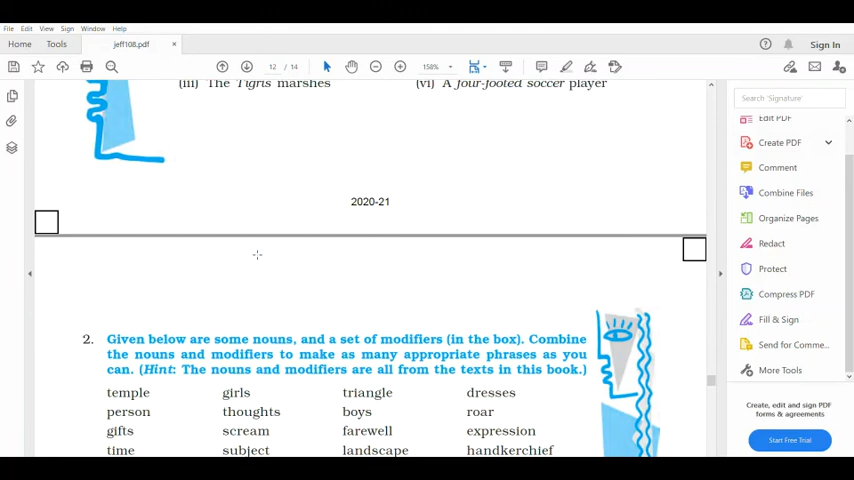 File Edit View Sign Window Help
Home Tools jeff108.pdf × Sign In
12 / 14 158%
(iii) The Tigris marshes (vi) A four-footed soccer player
2020-21
2. Given below are some nouns, and a set of modifiers (in the box). Combine
the nouns and modifiers to make as many appropriate phrases as you
can. (Hint: The nouns and modifiers are all from the texts in this book.)
temple girls triangle dresses
person thoughts boys roar
gifts scream farewell expression
time subject landscape handkerchief
Search 'Signature'
Edit PDF
Create PDF
Comment
Combine Files
Organize Pages
Redact
Protect
Compress PDF
Fill & Sign
Send for Comme...
More Tools
Create, edit and sign PDF
forms & agreements
Start Free Trial